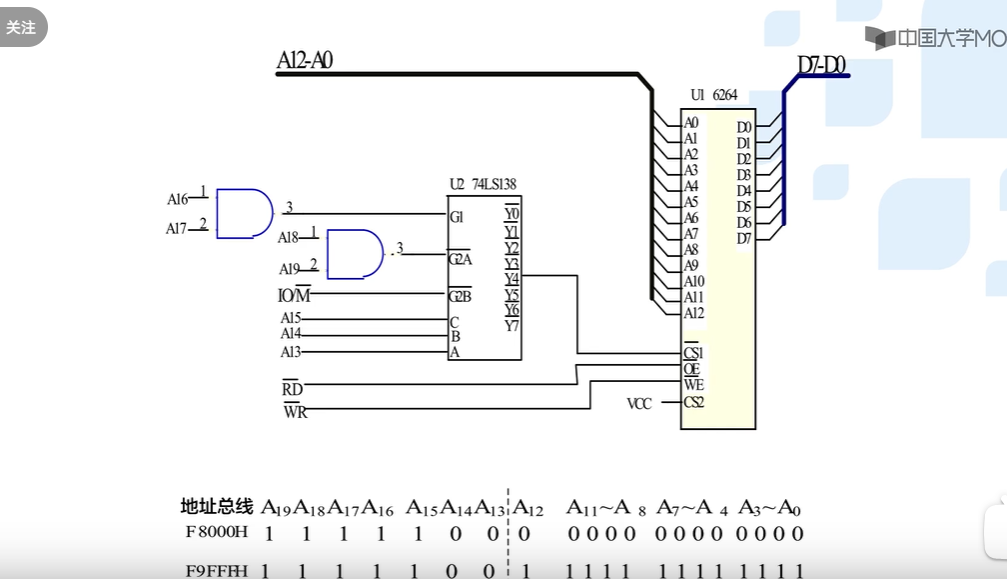 关注
中国大学MO
A12-A0
D7-D0
U1 6264
A0
A1
A2
A3
A4
A5
A6
A7
A8
A9
A10
A11
A12
D0
D1
D2
D3
D4
D5
D6
D7
CS1
OE
WE
CS2
VCC
U2 74LS138
A16 1
A17 2
3
A18 1
A19 2
3
IO/M
A15
A14
A13
G1
G2A
G2B
C
B
A
Y0
Y1
Y2
Y3
Y4
Y5
Y6
Y7
RD
WR
地址总线 A19 A18 A17 A16 A15 A14 A13 A12 A11~A 8 A7~A 4 A3~A0
F8000H 1 1 1 1 1 0 0 0 0000 0000 0000
F9FFFH 1 1 1 1 1 0 0 1 1111 1111 1111